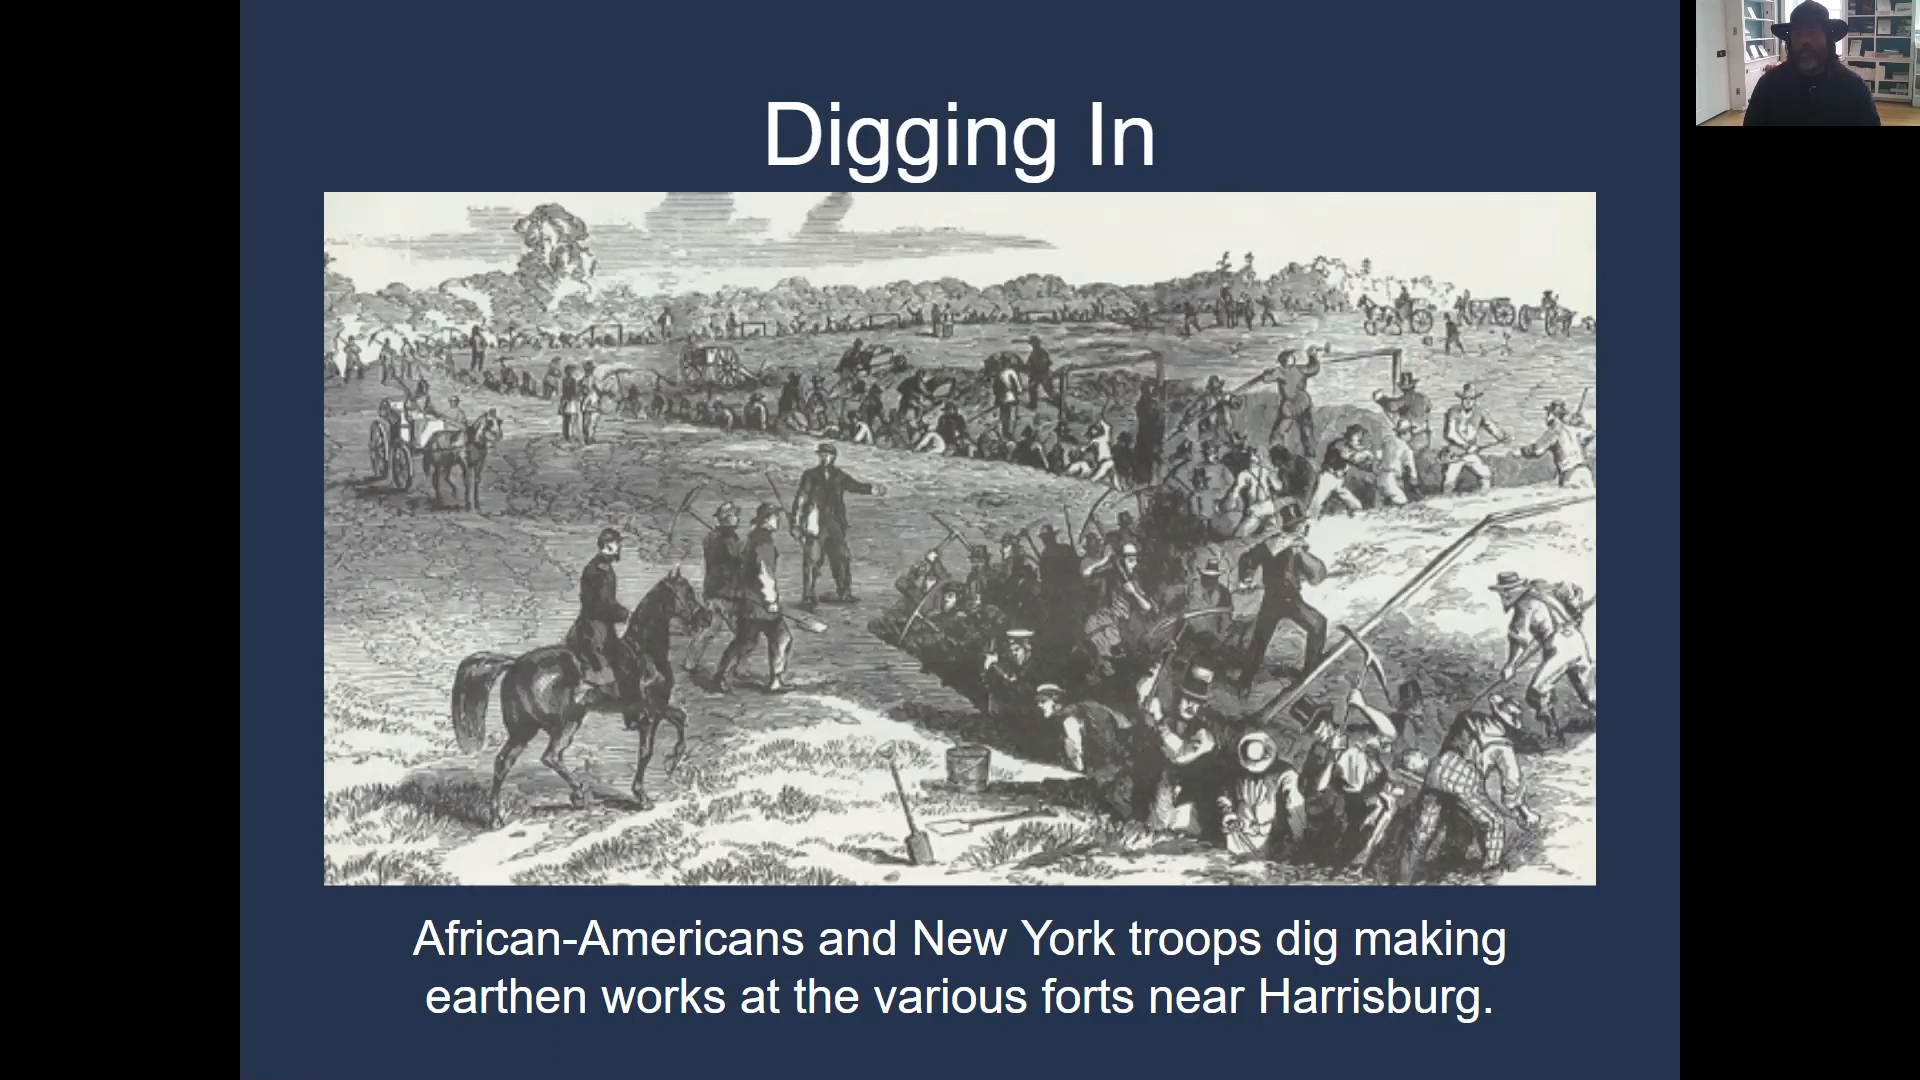 Digging In
African-Americans and New York troops dig making
earthen works at the various forts near Harrisburg.